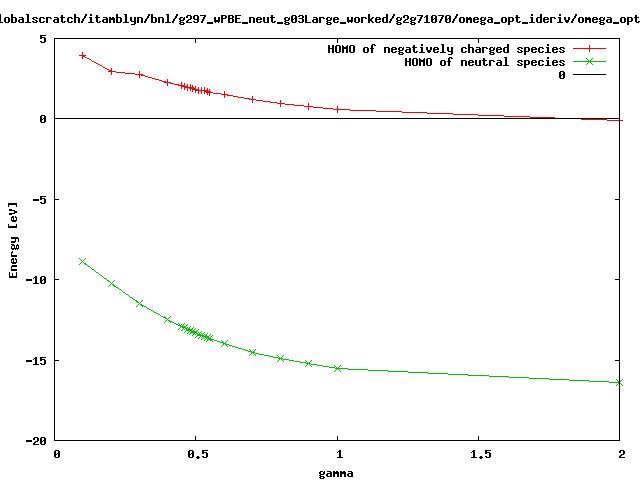 lobalscratch/itamblyn/bnl/g297_wPBE_neut_g03Large_worked/g2g71070/omega_opt_ideriv/omega_opt
HOMO of negatively charged species
HOMO of neutral species
0
5
0
-5
-10
-15
-20
Energy [eV]
0
0.5
1
1.5
2
gamma